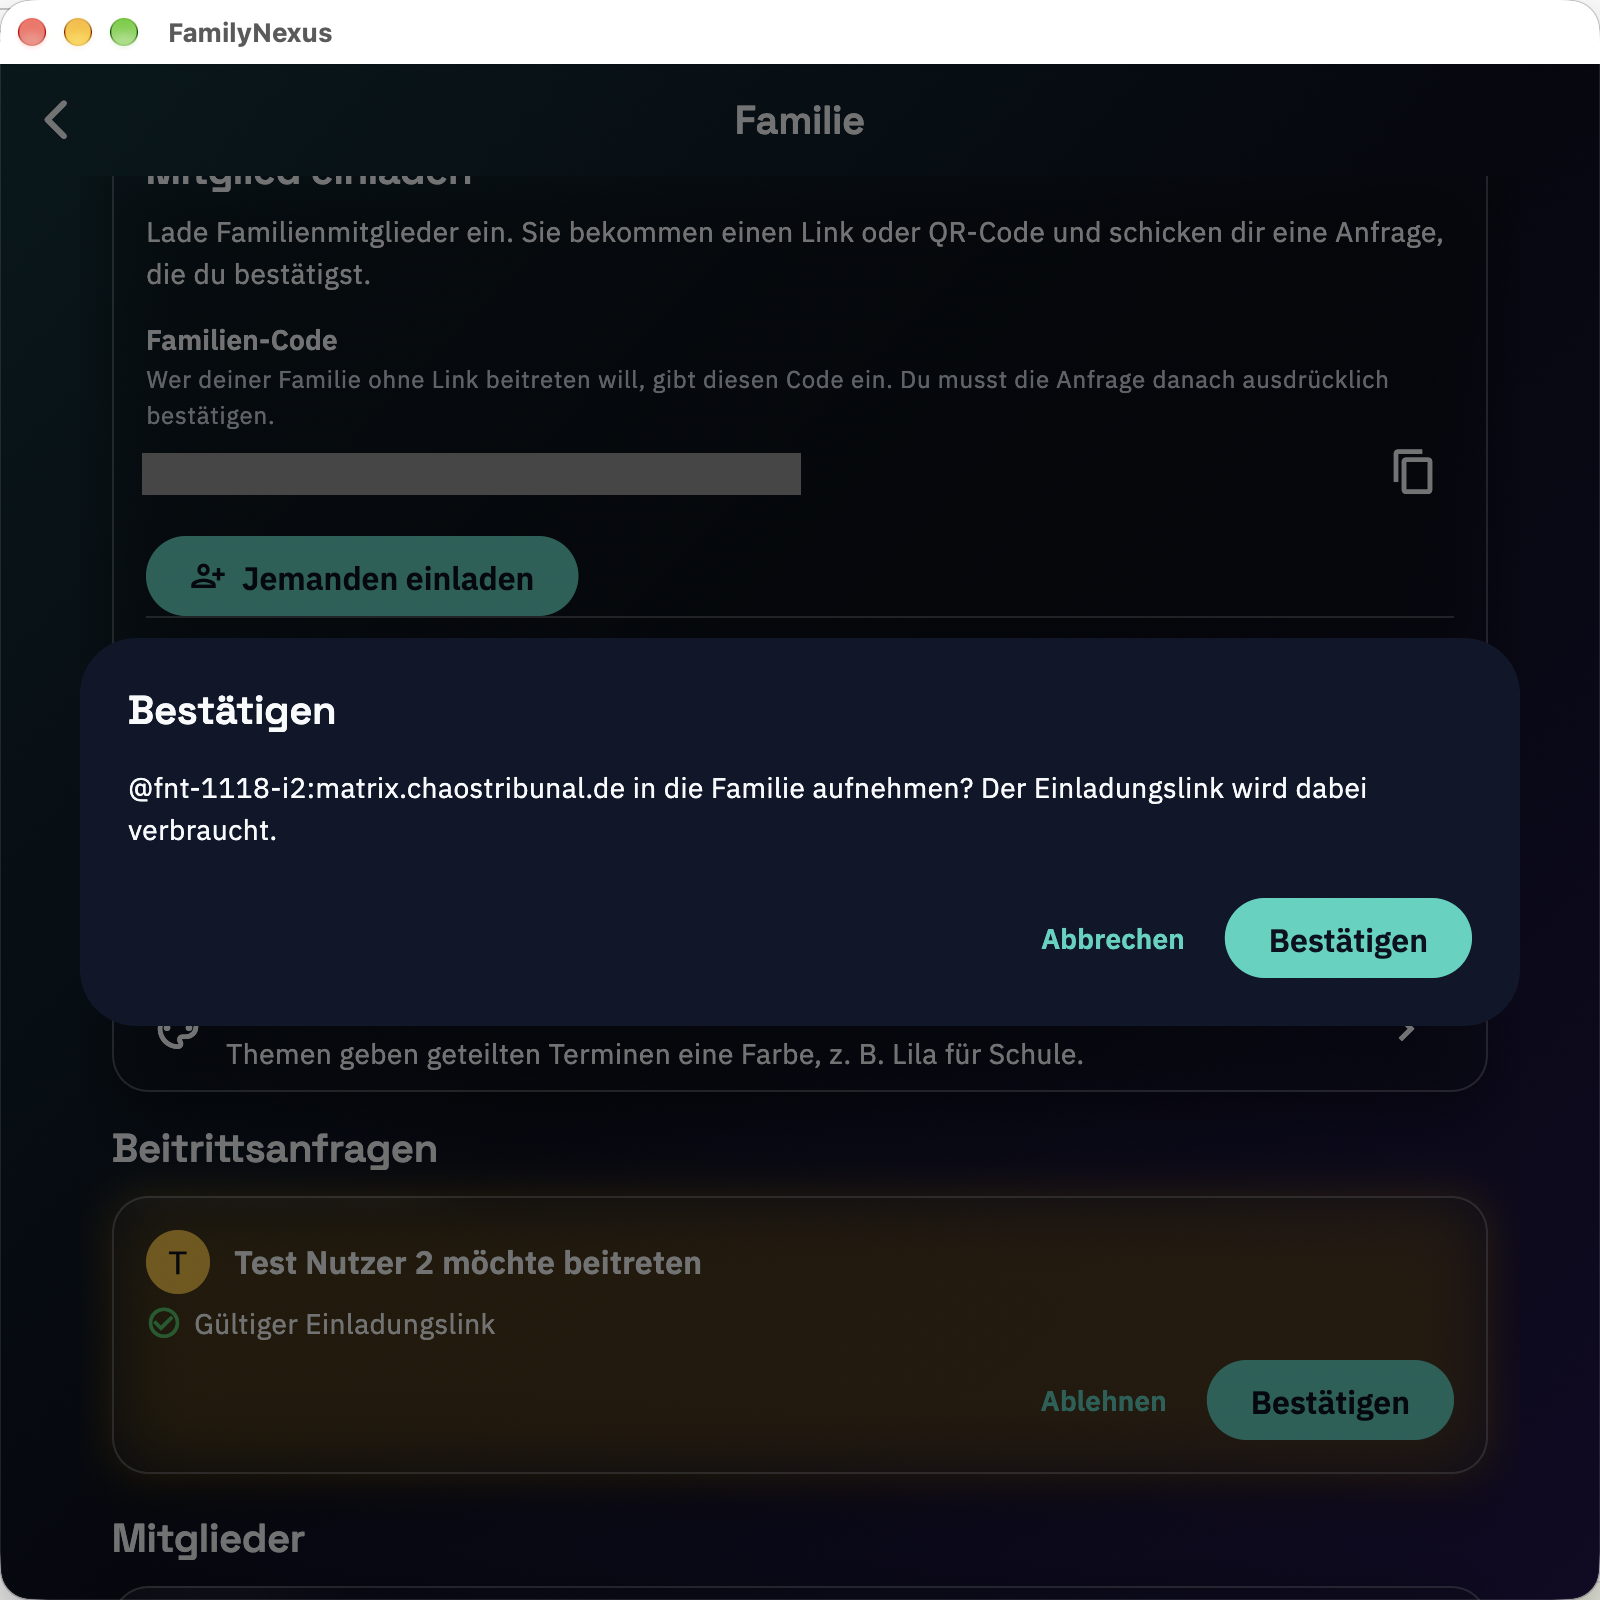 FamilyNexus
Familie
Mitglied einladen
Lade Familienmitglieder ein. Sie bekommen einen Link oder QR-Code und schicken dir eine Anfrage,
die du bestätigst.
Familien-Code
Wer deiner Familie ohne Link beitreten will, gibt diesen Code ein. Du musst die Anfrage danach ausdrücklich
bestätigen.
Jemanden einladen
Bestätigen
@fnt-1118-i2:matrix.chaostribunal.de in die Familie aufnehmen? Der Einladungslink wird dabei
verbraucht.
Abbrechen
Bestätigen
Themen geben geteilten Terminen eine Farbe, z. B. Lila für Schule.
Beitrittsanfragen
T
Test Nutzer 2 möchte beitreten
Gültiger Einladungslink
Ablehnen
Bestätigen
Mitglieder